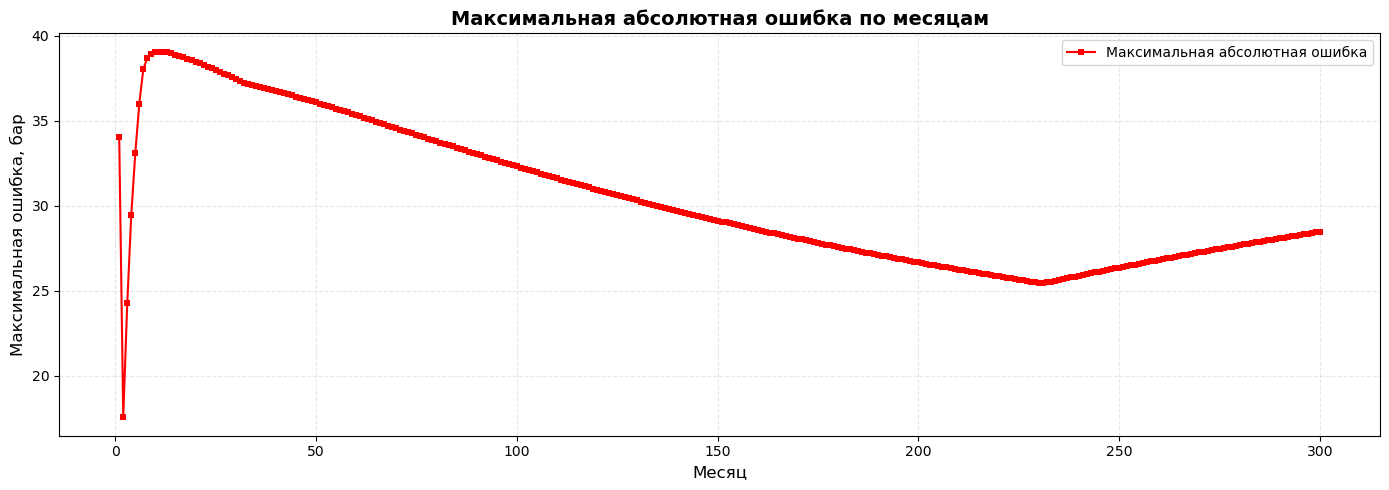 Максимальная абсолютная ошибка по месяцам
Максимальная абсолютная ошибка
Максимальная ошибка, бар
40
35
30
25
20
0 50 100 150 200 250 300
Месяц